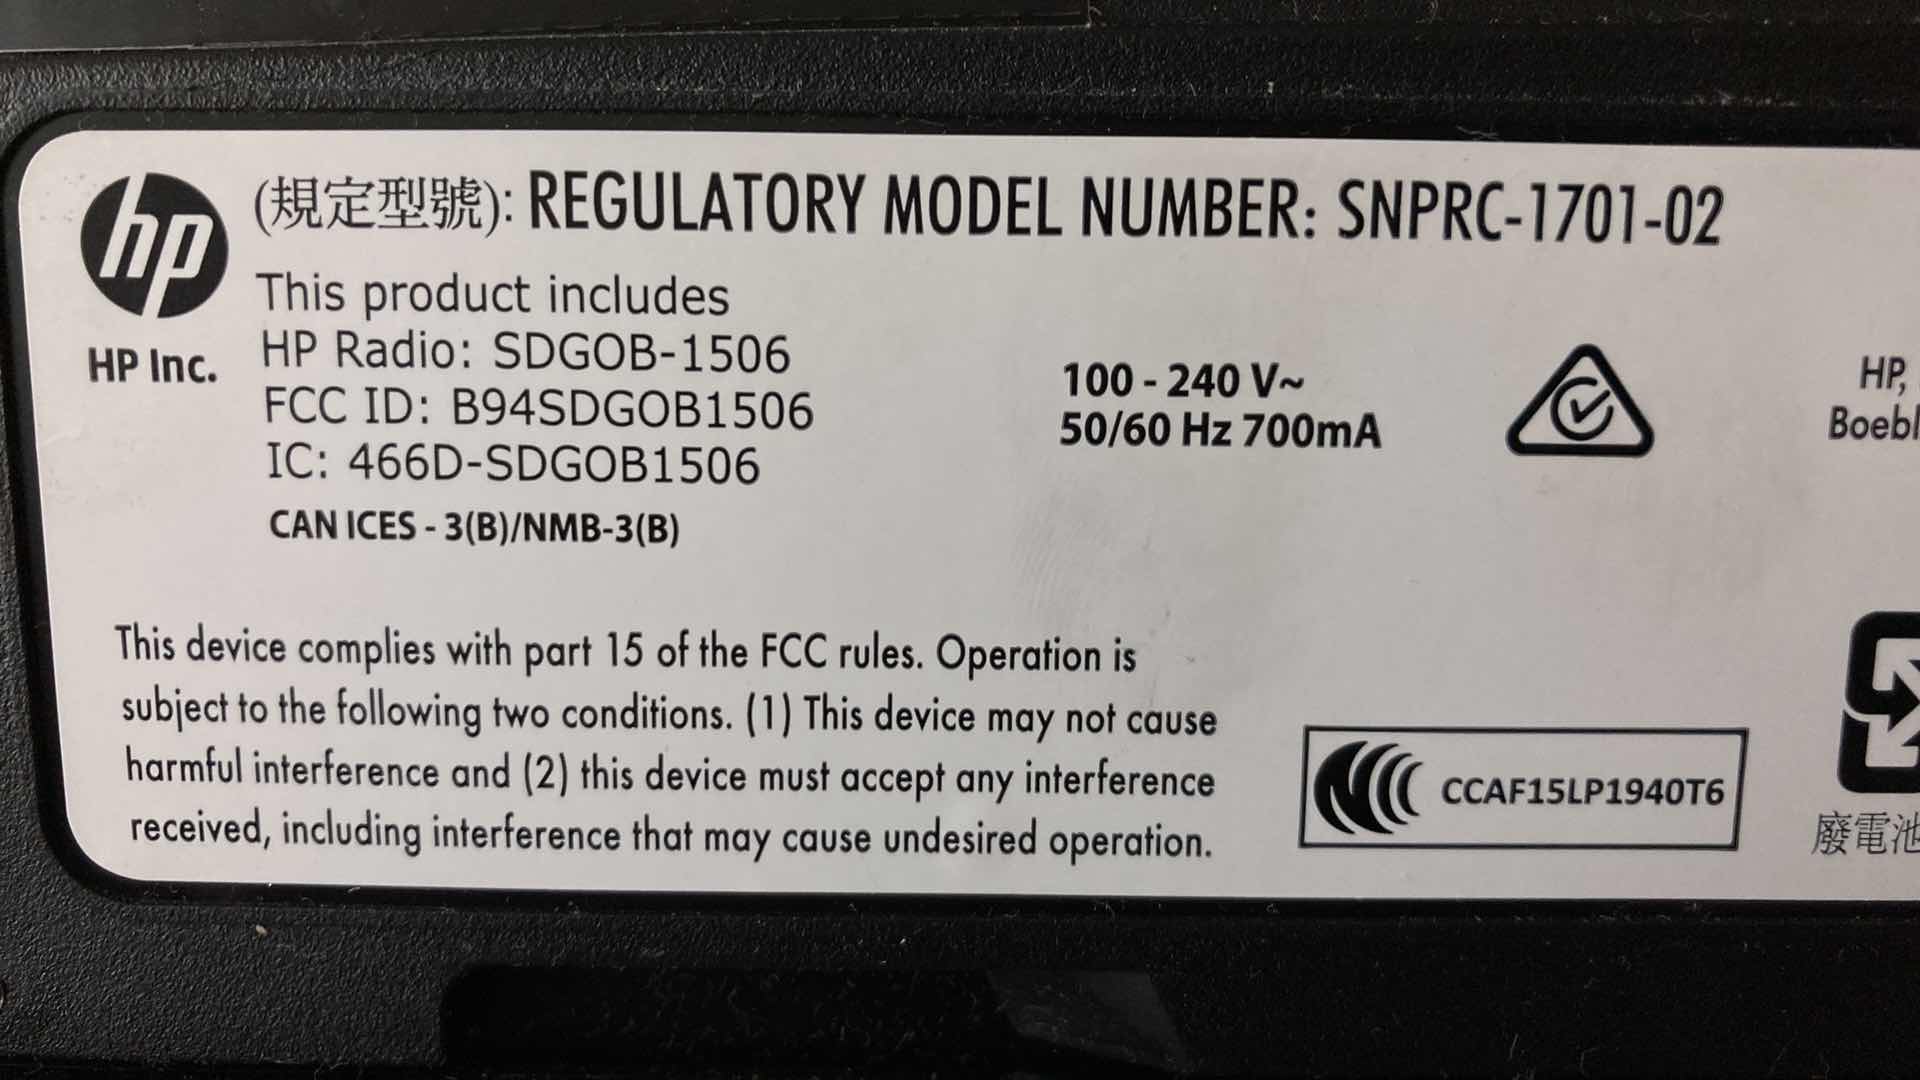 hp
HP Inc.
(規定型號): REGULATORY MODEL NUMBER: SNPRC-1701-02
This product includes
HP Radio: SDGOB-1506
FCC ID: B94SDGOB1506
IC: 466D-SDGOB1506
CAN ICES - 3(B)/NMB-3(B)
100 - 240 V~
50/60 Hz 700mA
HP,
This device complies with part 15 of the FCC rules. Operation is
subject to the following two conditions. (1) This device may not cause
harmful interference and (2) this device must accept any interference
received, including interference that may cause undesired operation.
CCAF15LP1940T6
廢電池